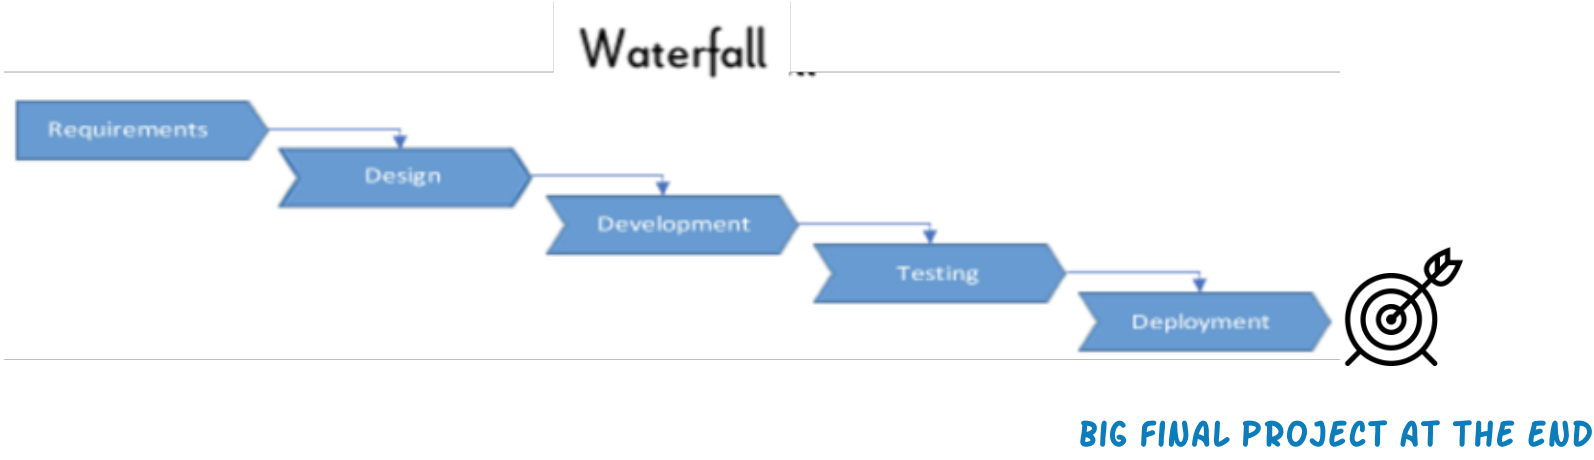 Waterfall
Requirements
Design
Development
Testing
Deployment
BIG FINAL PROJECT AT THE END